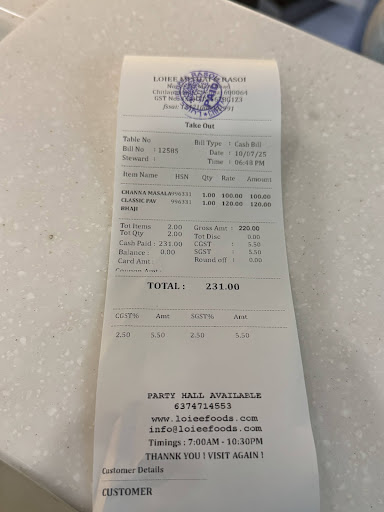 RASOI
Take Out
Table No
Bill Type : Cash Bill
Bill No : 12585
Date : 10/07/25
Steward :
Time : 06:48 PM
Item Name HSN Qty Rate Amount
CHANNA MASALA 996331 1.00 100.00 100.00
CLASSIC PAV 996331 1.00 120.00 120.00
BHAJI
Tot Items 2.00 Gross Amt : 220.00
Tot Qty 2.00 Tot Disc 0.00
Cash Paid : 231.00 CGST : 5.50
Balance : 0.00 SGST : 5.50
Card Amt : Round off : 0.00
Coupon Amt :
TOTAL : 231.00
CGST% Amt SGST% Amt
2.50 5.50 2.50 5.50
PARTY HALL AVAILABLE
6374714553
www.loieefoods.com
info@loieefoods.com
Timings : 7:00AM - 10:30PM
THANNK YOU ! VISIT AGAIN !
Customer Details
CUSTOMER